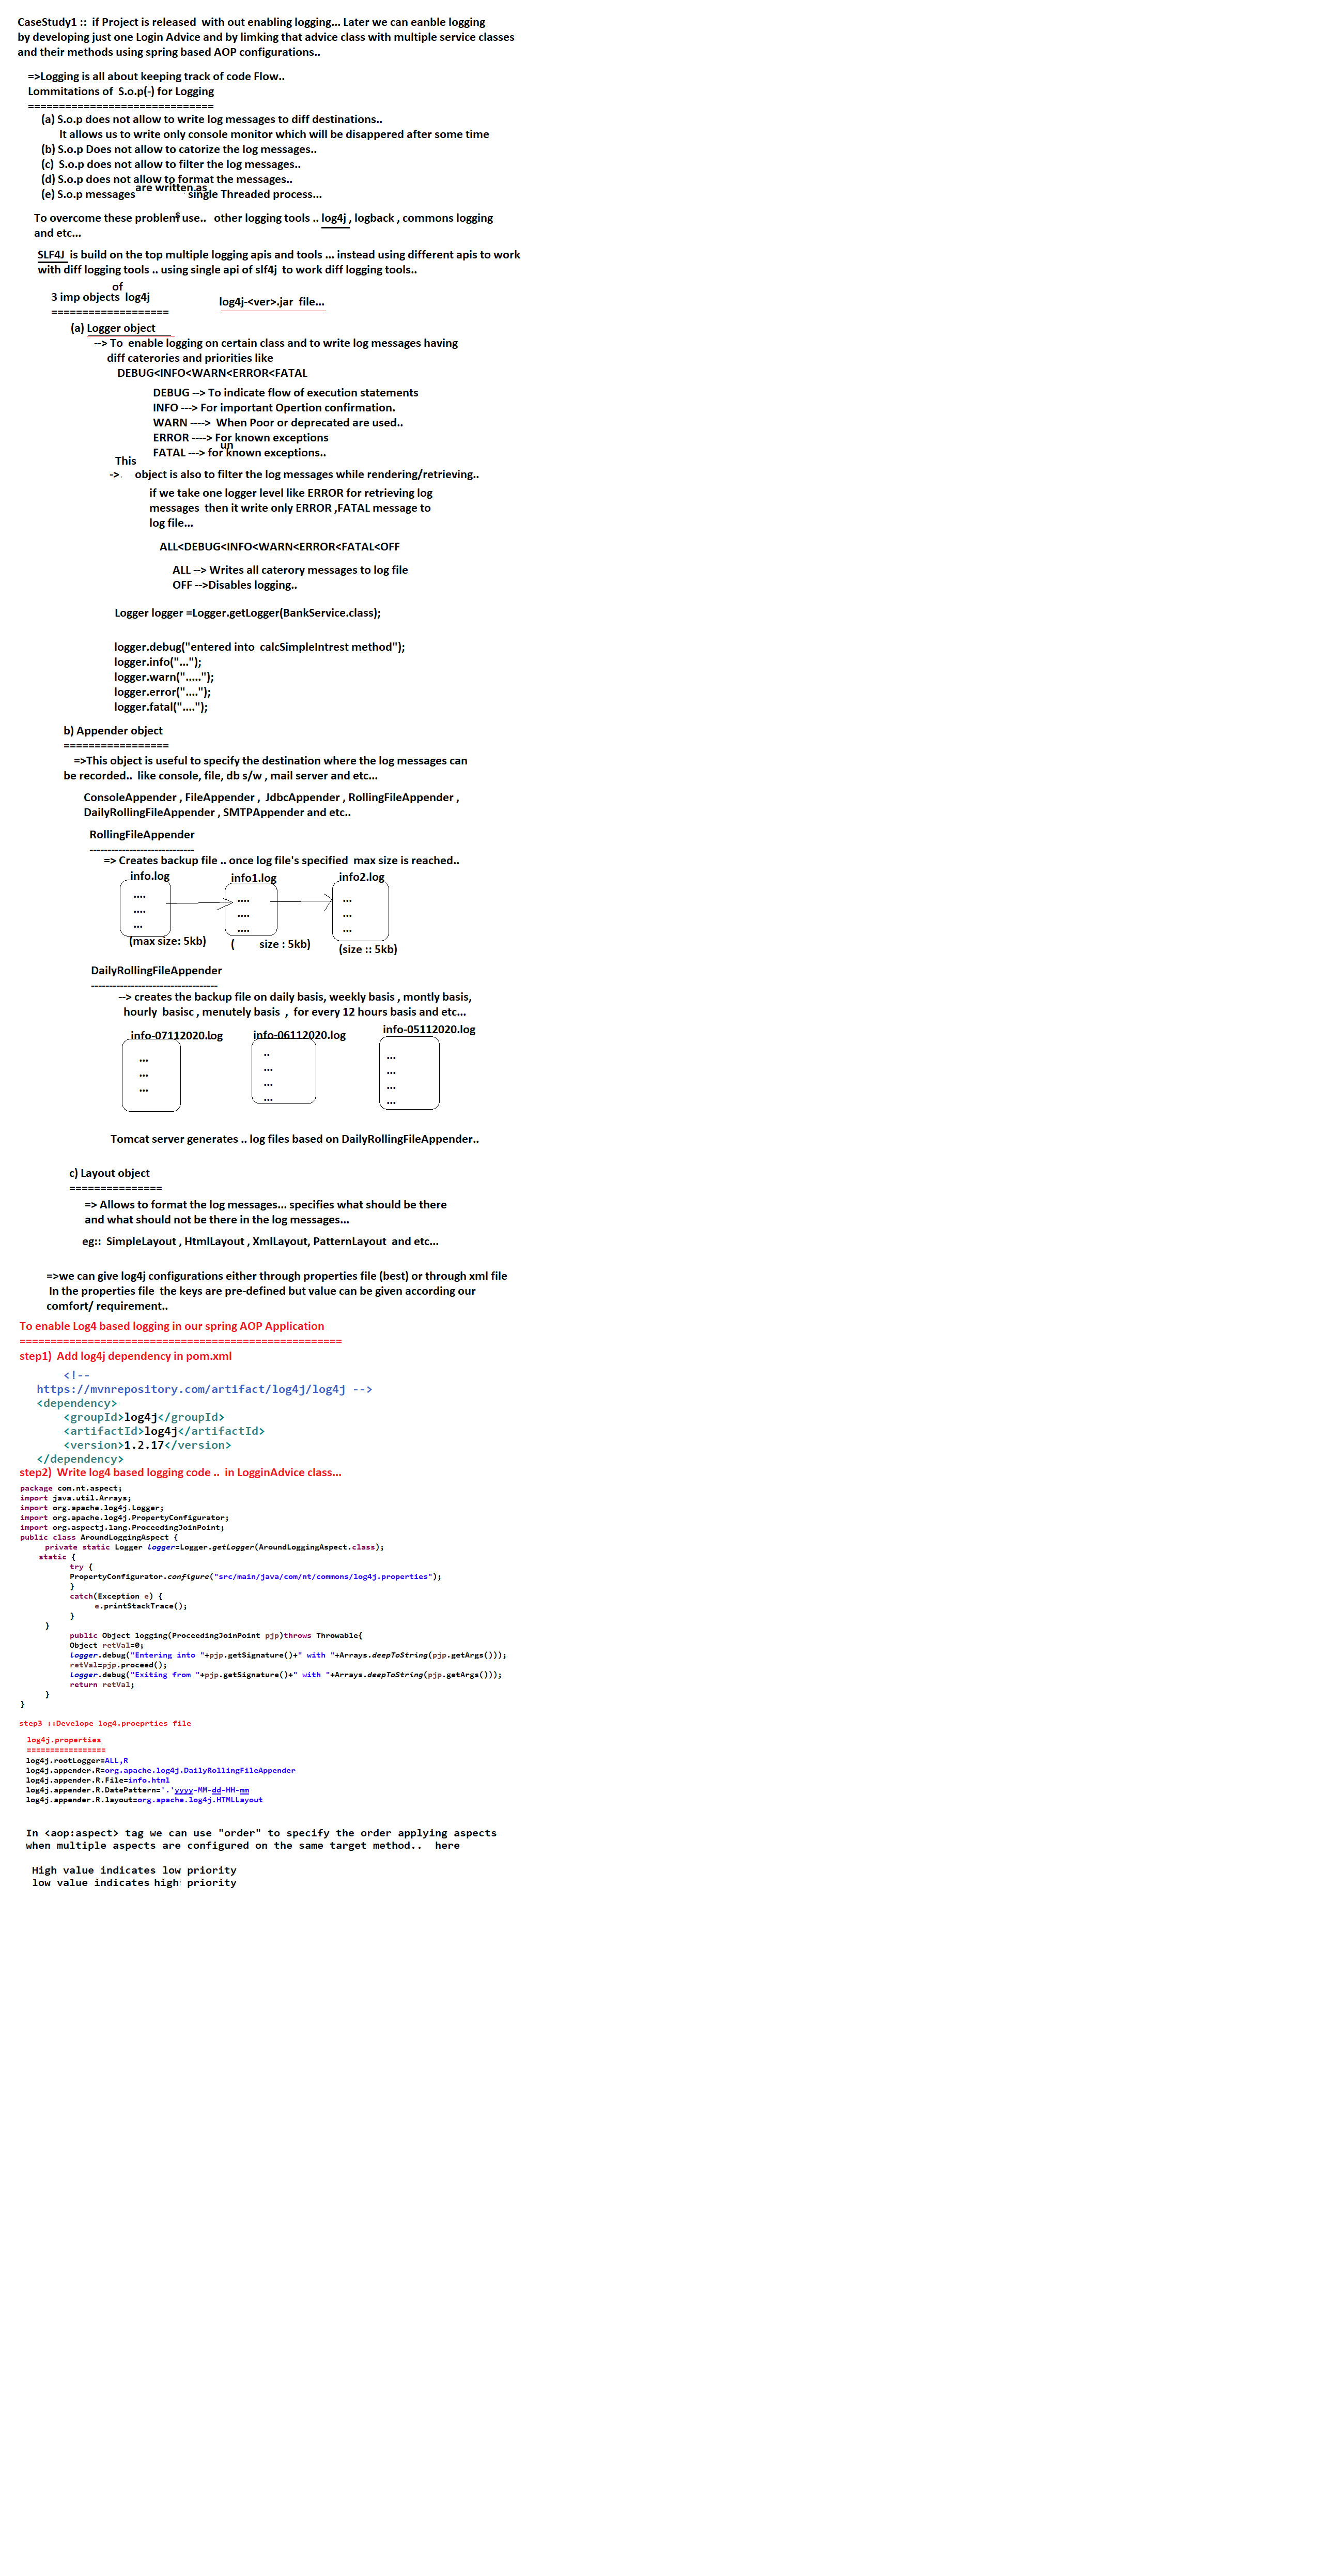 CaseStudy1 :: if Project is released with out enabling logging... Later we can eanble logging
by developing just one Login Advice and by limking that advice class with multiple service classes
and their methods using spring based AOP configurations..
=>Logging is all about keeping track of code Flow..
Lommitations of S.o.p(-) for Logging
==============================
(a) S.o.p does not allow to write log messages to diff destinations..
It allows us to write only console monitor which will be disappered after some time
(b) S.o.p Does not allow to catorize the log messages..
(c) S.o.p does not allow to filter the log messages..
(d) S.o.p does not allow to format the messages..
(e) S.o.p messages are written as single Threaded process...
To overcome these problems use.. other logging tools .. log4j , logback , commons logging
and etc...
SLF4J is build on the top multiple logging apis and tools ... instead using different apis to work
with diff logging tools .. using single api of slf4j to work diff logging tools..
3 imp objects of log4j
===================
log4j-<ver>.jar file...
(a) Logger object
--> To enable logging on certain class and to write log messages having
diff caterories and priorities like
DEBUG<INFO<WARN<ERROR<FATAL
DEBUG --> To indicate flow of execution statements
INFO ---> For important Opertion confirmation.
WARN ----> When Poor or deprecated are used..
ERROR ----> For known exceptions
FATAL ---> for unknown exceptions..
-> This object is also to filter the log messages while rendering/retrieving..
if we take one logger level like ERROR for retrieving log
messages then it write only ERROR ,FATAL message to
log file...
ALL<DEBUG<INFO<WARN<ERROR<FATAL<OFF
ALL --> Writes all caterory messages to log file
OFF -->Disables logging..
Logger logger =Logger.getLogger(BankService.class);
logger.debug("entered into calcSimpleIntrest method");
logger.info("...");
logger.warn(".....");
logger.error("....");
logger.fatal("....");
b) Appender object
=================
=>This object is useful to specify the destination where the log messages can
be recorded.. like console, file, db s/w , mail server and etc...
ConsoleAppender , FileAppender , JdbcAppender , RollingFileAppender ,
DailyRollingFileAppender , SMTPAppender and etc..
RollingFileAppender
-----------------------------
=> Creates backup file .. once log file's specified max size is reached..
info.log info1.log info2.log
.... .... ...
.... .... ...
... .... ...
(max size: 5kb) ( size : 5kb) (size :: 5kb)
DailyRollingFileAppender
-----------------------------------
--> creates the backup file on daily basis, weekly basis , montly basis,
hourly basisc , menutely basis , for every 12 hours basis and etc...
info-07112020.log info-06112020.log info-05112020.log
... .. ...
... ... ...
... ... ...
... ...
Tomcat server generates .. log files based on DailyRollingFileAppender..
c) Layout object
===============
=> Allows to format the log messages... specifies what should be there
and what should not be there in the log messages...
eg:: SimpleLayout , HtmlLayout , XmlLayout, PatternLayout and etc...
=>we can give log4j configurations either through properties file (best) or through xml file
In the properties file the keys are pre-defined but value can be given according our
comfort/ requirement..
To enable Log4 based logging in our spring AOP Application
====================================================
step1) Add log4j dependency in pom.xml
<!--
https://mvnrepository.com/artifact/log4j/log4j -->
<dependency>
<groupId>log4j</groupId>
<artifactId>log4j</artifactId>
<version>1.2.17</version>
</dependency>
step2) Write log4 based logging code .. in LogginAdvice class...
package com.nt.aspect;
import java.util.Arrays;
import org.apache.log4j.Logger;
import org.apache.log4j.PropertyConfigurator;
import org.aspectj.lang.ProceedingJoinPoint;
public class AroundLoggingAspect {
private static Logger logger=Logger.getLogger(AroundLoggingAspect.class);
static {
try {
PropertyConfigurator.configure("src/main/java/com/nt/commons/log4j.properties");
}
catch(Exception e) {
e.printStackTrace();
}
}
public Object logging(ProceedingJoinPoint pjp)throws Throwable{
Object retVal=0;
logger.debug("Entering into "+pjp.getSignature()+" with "+Arrays.deepToString(pjp.getArgs()));
retVal=pjp.proceed();
logger.debug("Exiting from "+pjp.getSignature()+" with "+Arrays.deepToString(pjp.getArgs()));
return retVal;
}
}
step3 ::Develope log4.proeprties file
log4j.properties
=================
log4j.rootLogger=ALL,R
log4j.appender.R=org.apache.log4j.DailyRollingFileAppender
log4j.appender.R.File=info.html
log4j.appender.R.DatePattern='.'yyyy-MM-dd-HH-mm
log4j.appender.R.layout=org.apache.log4j.HTMLLayout
In <aop:aspect> tag we can use "order" to specify the order applying aspects
when multiple aspects are configured on the same target method.. here
High value indicates low priority
low value indicates high priority